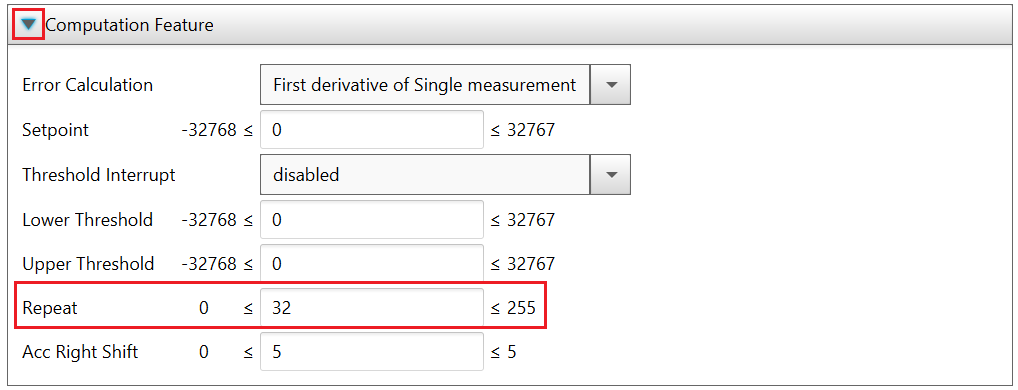 Computation Feature
Error Calculation First derivative of Single measurement
Setpoint -32768 ≤ 0 ≤ 32767
Threshold Interrupt disabled
Lower Threshold -32768 ≤ 0 ≤ 32767
Upper Threshold -32768 ≤ 0 ≤ 32767
Repeat 0 ≤ 32 ≤ 255
Acc Right Shift 0 ≤ 5 ≤ 5